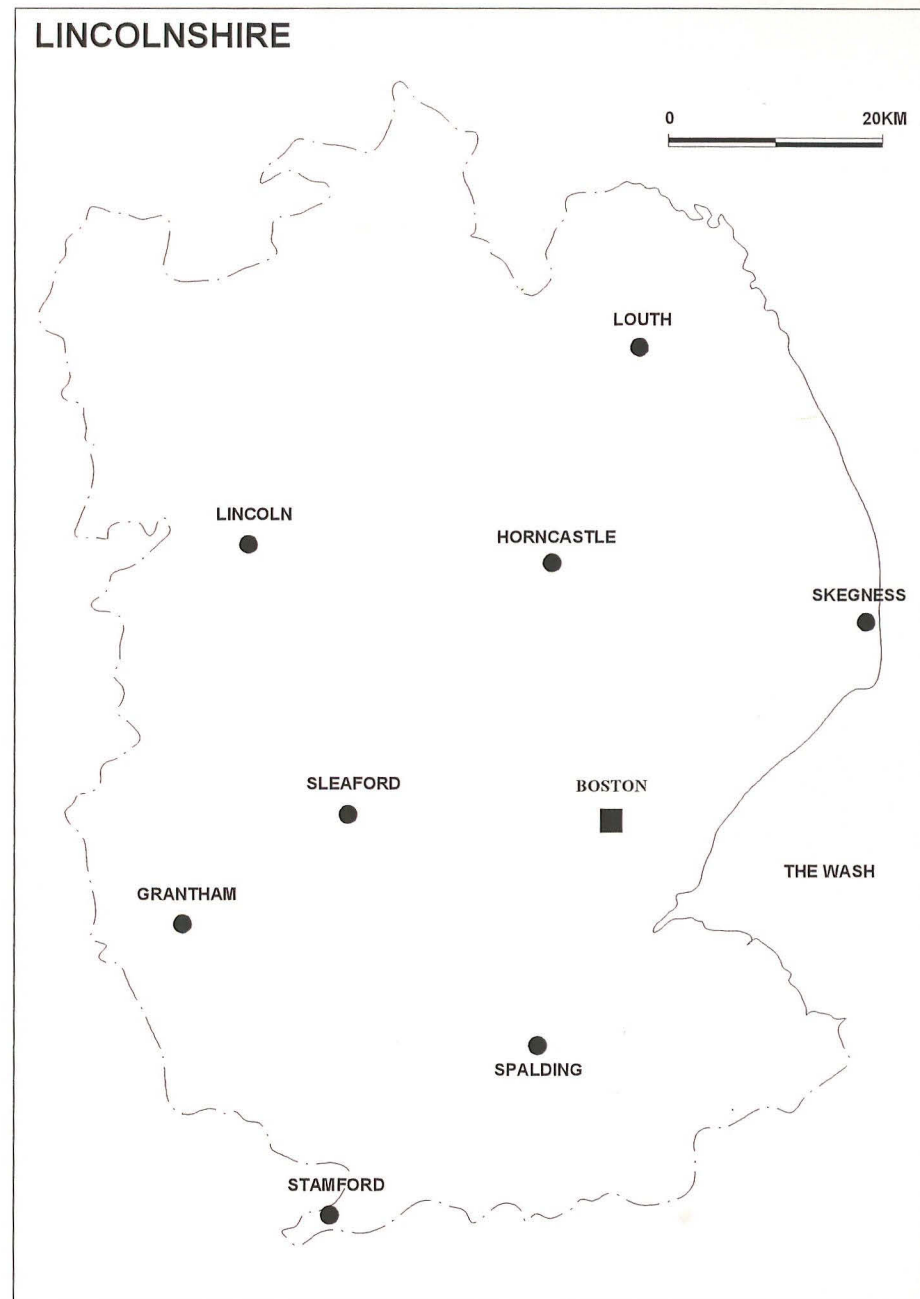 LINCOLNSHIRE
0 20KM
LOUTH
LINCOLN
HORNCASTLE
SKEGNESS
SLEAFORD
BOSTON
THE WASH
GRANTHAM
SPALDING
STAMFORD